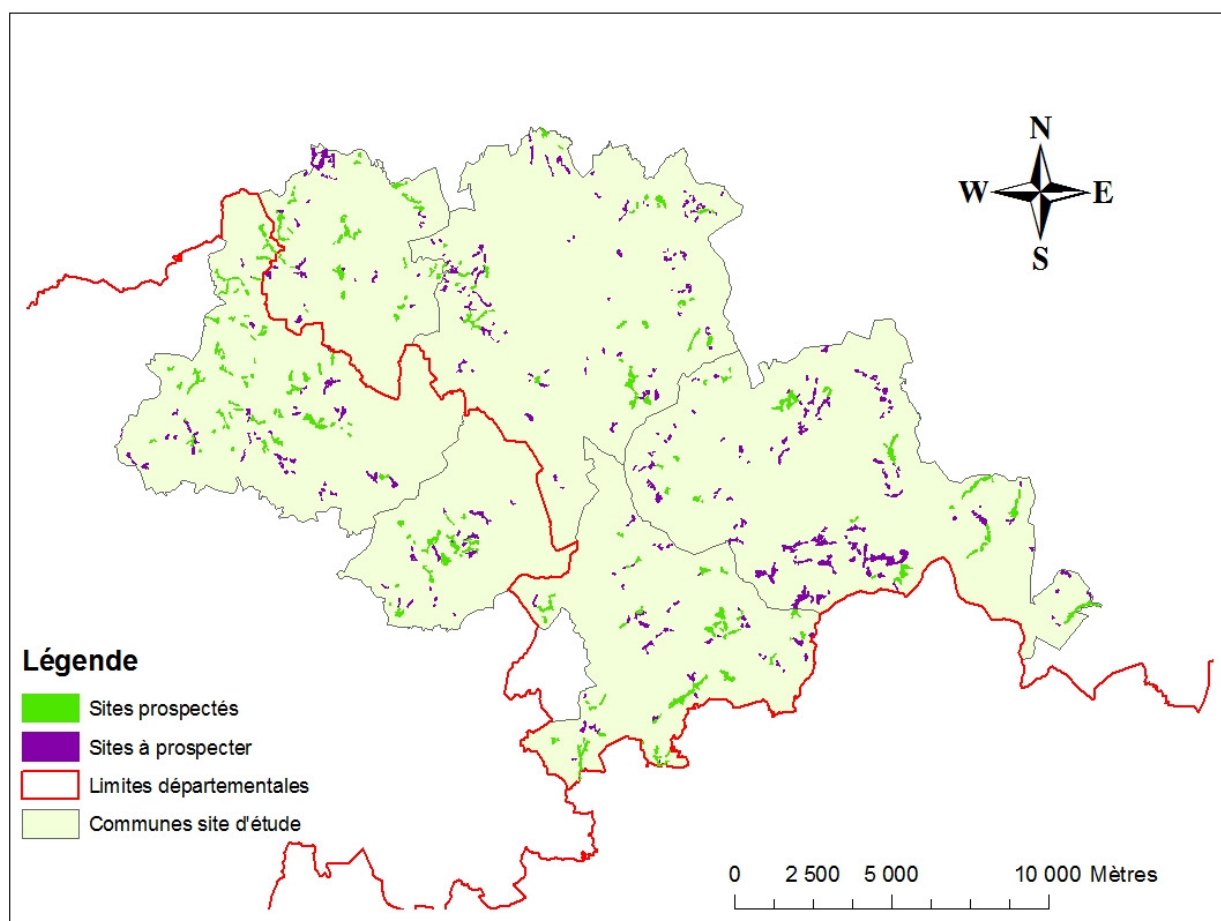 N
W E
S
Légende
Sites prospectés
Sites à prospecter
Limites départementales
Communes site d'étude
0 2 500 5 000 10 000 Mètres